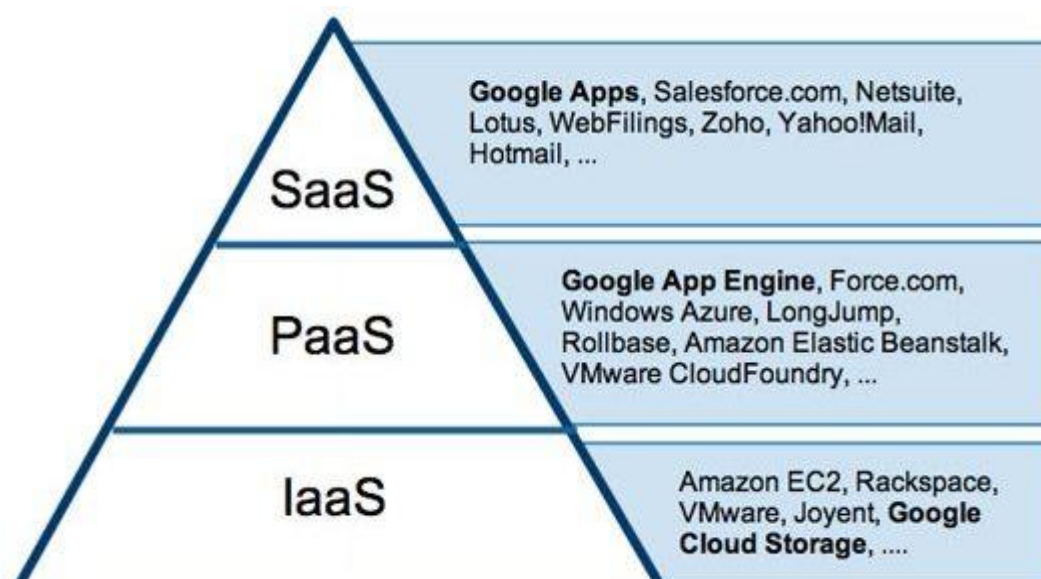 Google Apps, Salesforce.com, Netsuite,
Lotus, WebFilings, Zoho, Yahoo!Mail,
Hotmail, ...
SaaS
Google App Engine, Force.com,
Windows Azure, LongJump,
Rollbase, Amazon Elastic Beanstalk,
VMware CloudFoundry, ...
PaaS
Amazon EC2, Rackspace,
VMware, Joyent, Google
Cloud Storage, ....
IaaS